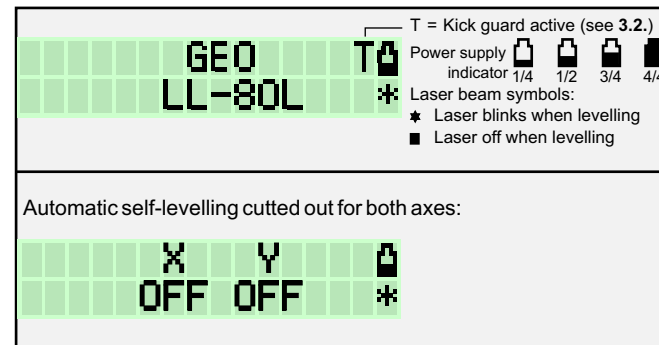 T = Kick guard active (see 3.2.)
GEO T
LL-80L *
Power supply
indicator 1/4 1/2 3/4 4/4
Laser beam symbols:
Laser blinks when levelling
Laser off when levelling
Automatic self-levelling cutted out for both axes:
X Y
OFF OFF *